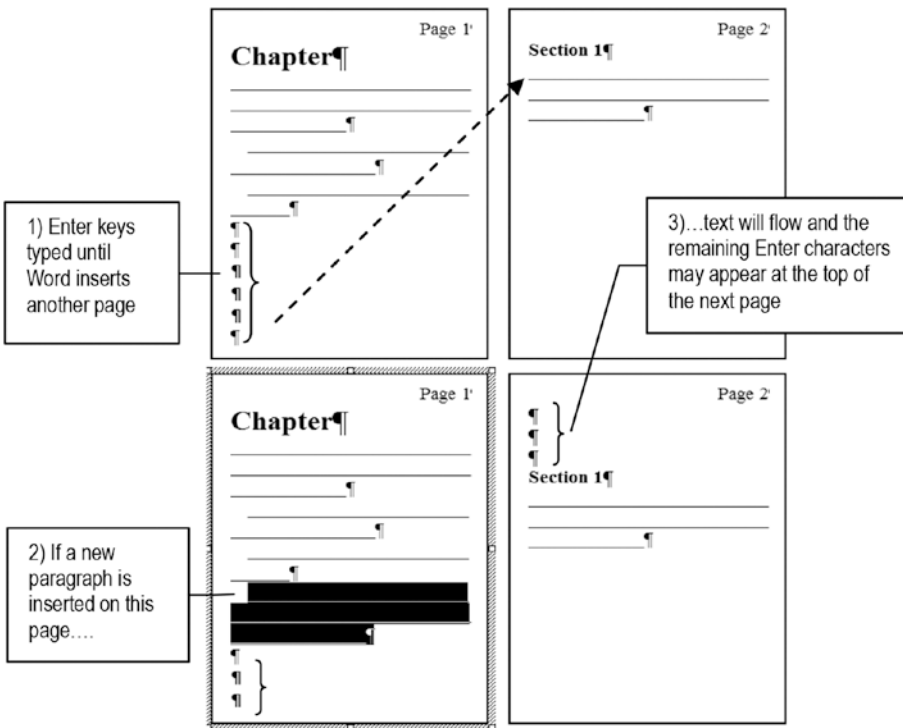 Page 1
Chapter¶
¶
¶
¶
¶
¶
¶
¶
¶
¶
Page 2
Section 1¶
¶
1) Enter keys
typed until
Word inserts
another page
3)…text will flow and the
remaining Enter characters
may appear at the top of
the next page
Page 1
Chapter¶
¶
¶
¶
¶
¶
¶
¶
2) If a new
paragraph is
inserted on this
page….
Page 2
¶
¶
¶
Section 1¶
¶